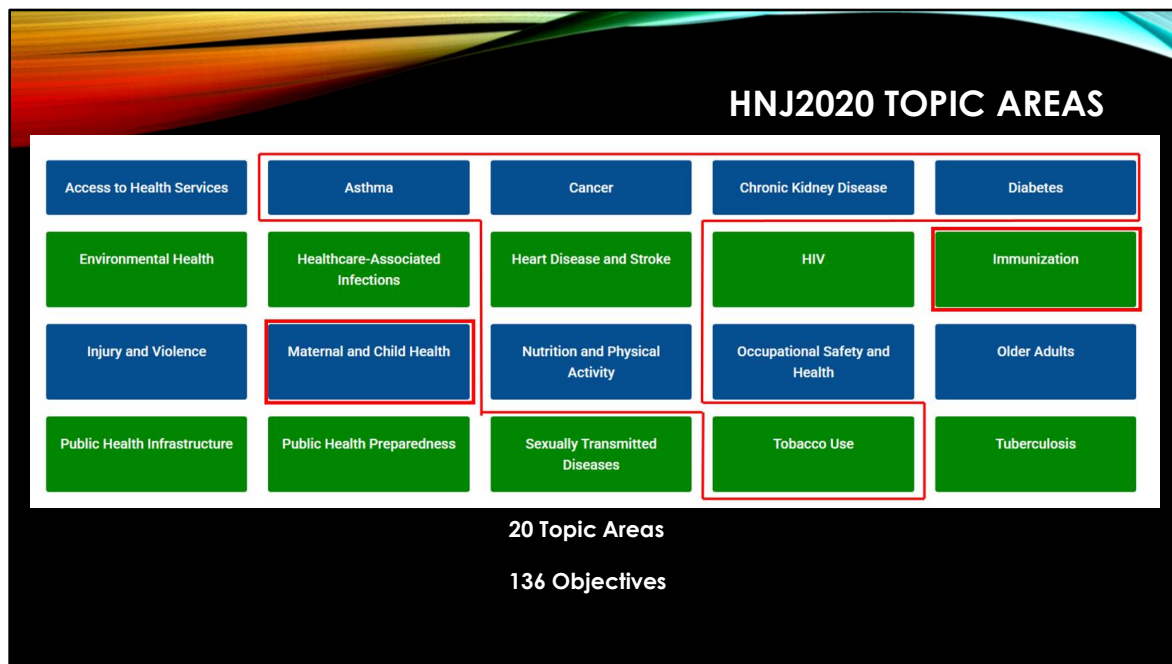 HNJ2020 TOPIC AREAS
Access to Health Services
Asthma
Cancer
Chronic Kidney Disease
Diabetes
Environmental Health
Healthcare-Associated
Infections
Heart Disease and Stroke
HIV
Immunization
Injury and Violence
Maternal and Child Health
Nutrition and Physical
Activity
Occupational Safety and
Health
Older Adults
Public Health Infrastructure
Public Health Preparedness
Sexually Transmitted
Diseases
Tobacco Use
Tuberculosis
20 Topic Areas
136 Objectives